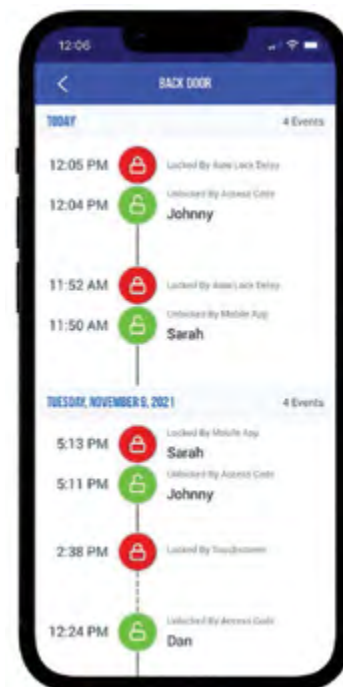 12:06
BACK DOOR
TODAY 4 Events
12:05 PM Locked By Auto Lock Delay
12:04 PM Unlocked By Access Code
Johnny
11:52 AM Locked By Auto Lock Delay
11:50 AM Unlocked By Mobile App
Sarah
TUESDAY, NOVEMBER 9, 2021 4 Events
5:13 PM Locked By Mobile App
Sarah
5:11 PM Unlocked By Access Code
Johnny
2:38 PM Locked By Touchscreen
12:24 PM Unlocked By Access Code
Dan